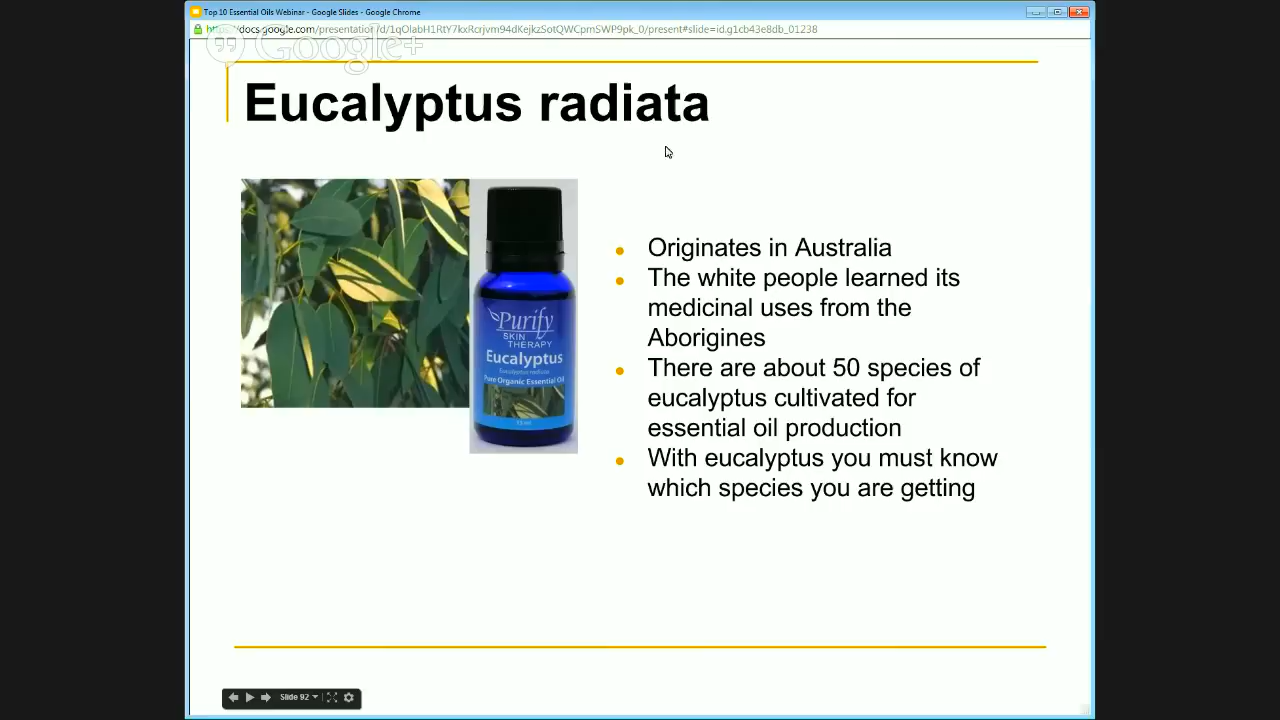 Top 10 Essential Oils Webinar - Google Slides - Google Chrome
https://docs.google.com/presentation/d/1qOlabH1RtY7kxRcrjvm94dKejkzSotQWCpmSWP9pk_0/present#slide=id.g1cb43e8db_01238
Google+
Eucalyptus radiata
Originates in Australia
The white people learned its
medicinal uses from the
Aborigines
There are about 50 species of
eucalyptus cultivated for
essential oil production
With eucalyptus you must know
which species you are getting
Purify
SKIN
THERAPY
Eucalyptus
Eucalyptus radiata
Pure Organic Essential Oil
15 ml
Slide 92